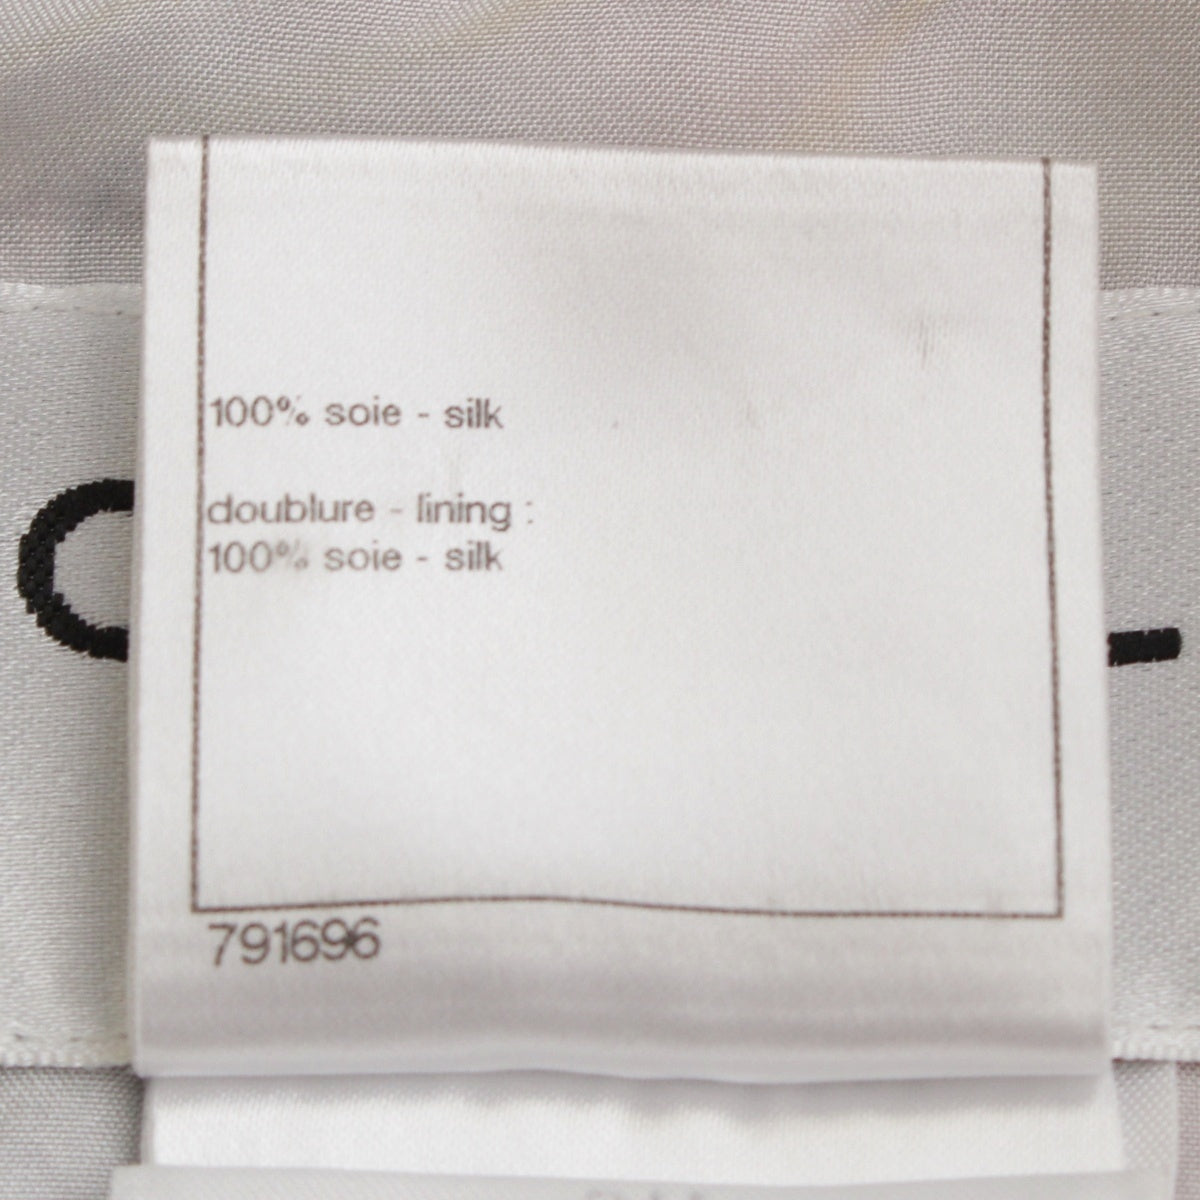 100% soie - silk
doublure - lining :
100% soie - silk
791696